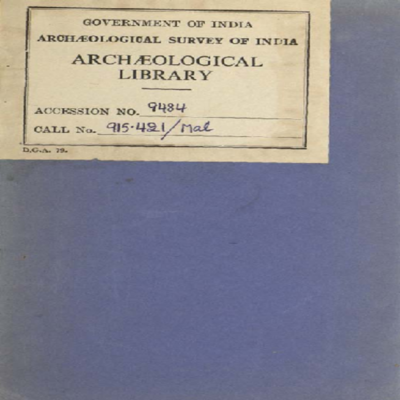 GOVERNMENT OF INDIA
ARCHÆOLOGICAL SURVEY OF INDIA
ARCHÆOLOGICAL
LIBRARY
ACCESSION NO. 9484
CALL No. 915.421/Mal
D.G.A. 79.